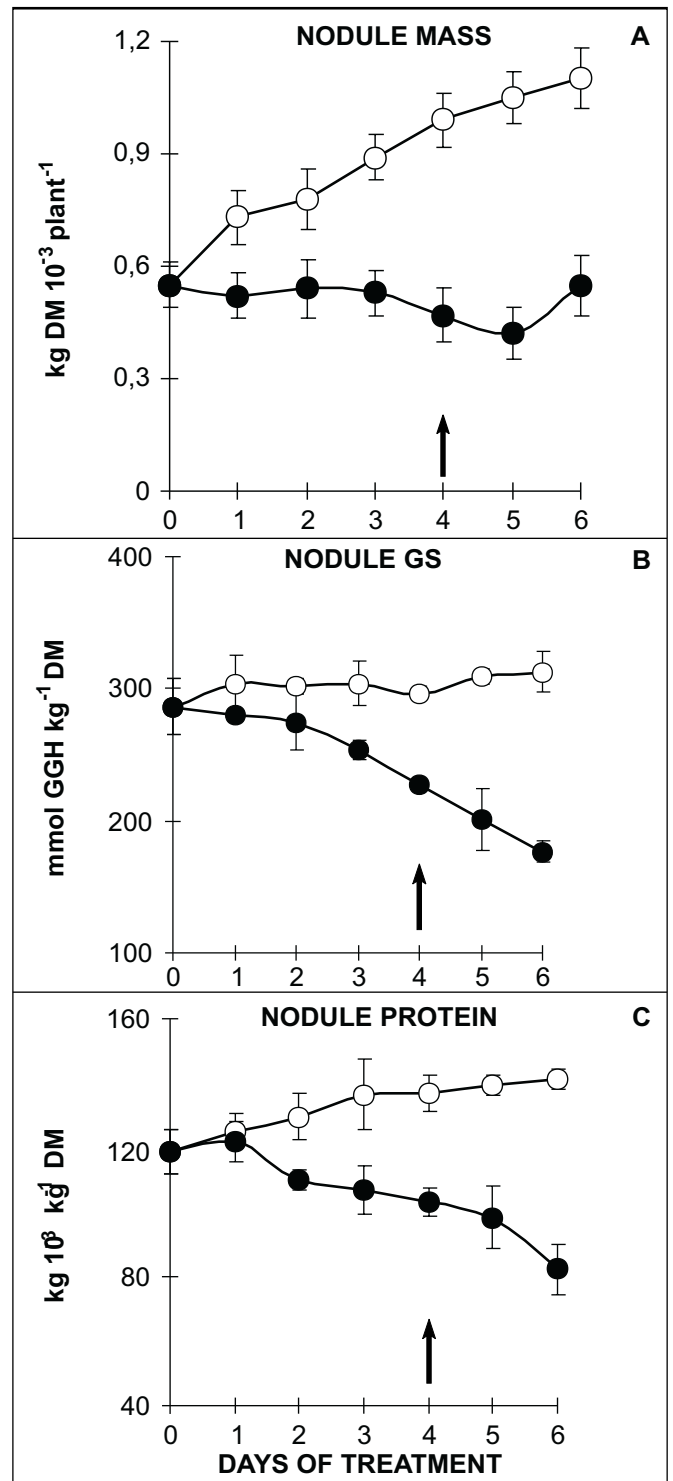 NODULE MASS A
1,2
0,9
0,6
0,3
0
kg DM 10⁻³ plant⁻¹
0 1 2 3 4 5 6
NODULE GS B
400
300
200
100
mmol GGH kg⁻¹ DM
0 1 2 3 4 5 6
NODULE PROTEIN C
160
120
80
40
kg 10 kg DM
0 1 2 3 4 5 6
DAYS OF TREATMENT